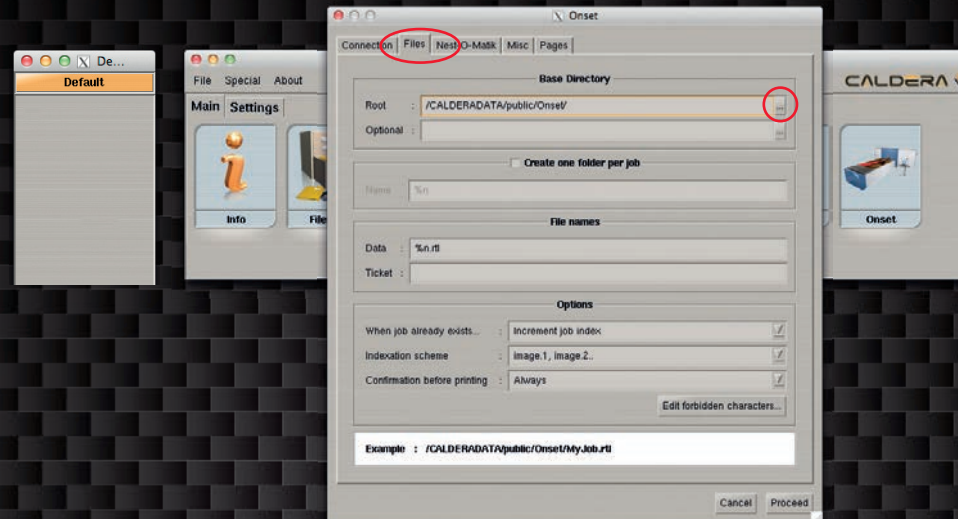 Onset
De...
Default
File Special About
Main Settings
Info
File
CALDERA
Onset
Connection Files Nest-O-Matik Misc Pages
Base Directory
Root : /CALDERADATA/public/Onset/ ...
Optional : ...
Create one folder per job
Name %n
File names
Data : %n.rtl
Ticket :
Options
When job already exists... : Increment job index
Indexation scheme : image.1, image.2..
Confirmation before printing : Always
Edit forbidden characters...
Example : /CALDERADATA/public/Onset/MyJob.rtl
Cancel Proceed